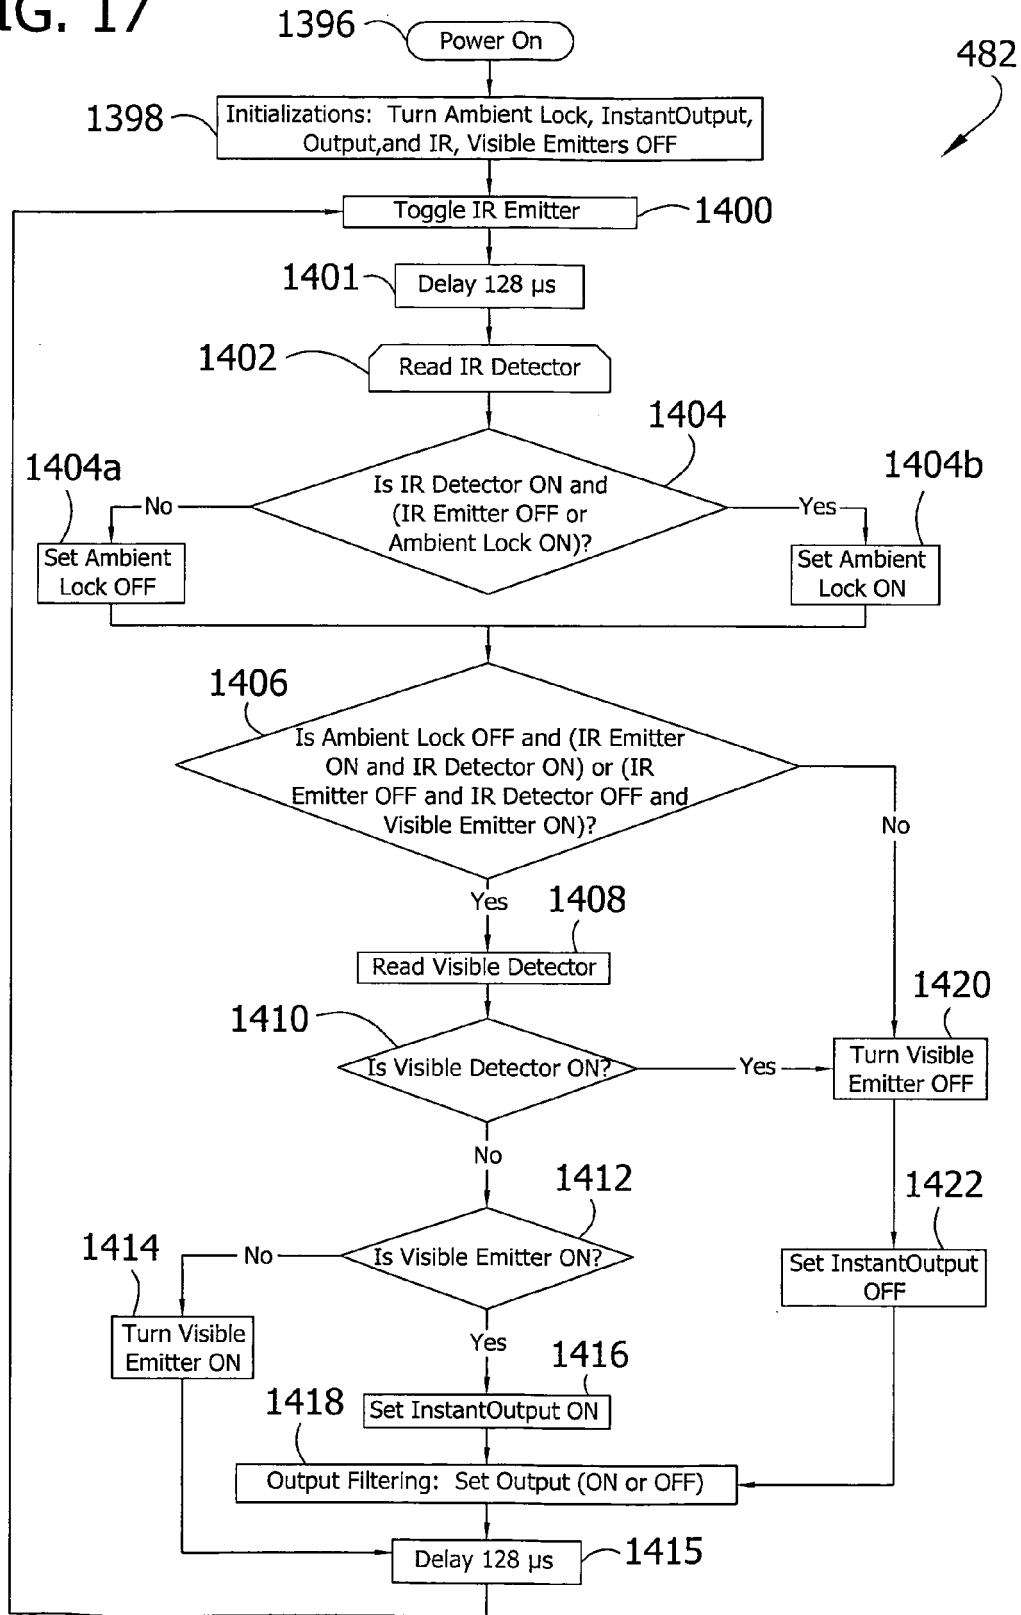 IG. 17
1396
Power On
482
1398
Initializations: Turn Ambient Lock, InstantOutput,
Output,and IR, Visible Emitters OFF
Toggle IR Emitter
1400
1401
Delay 128 µs
1402
Read IR Detector
1404
1404a
1404b
Is IR Detector ON and
(IR Emitter OFF or
Ambient Lock ON)?
No
Yes
Set Ambient
Lock OFF
Set Ambient
Lock ON
1406
Is Ambient Lock OFF and (IR Emitter
ON and IR Detector ON) or (IR
Emitter OFF and IR Detector OFF and
Visible Emitter ON)?
No
Yes
1408
Read Visible Detector
1410
Is Visible Detector ON?
Yes
1420
Turn Visible
Emitter OFF
No
1412
1422
1414
No
Is Visible Emitter ON?
Set InstantOutput
OFF
Turn Visible
Emitter ON
Yes
1416
Set InstantOutput ON
1418
Output Filtering: Set Output (ON or OFF)
Delay 128 µs
1415